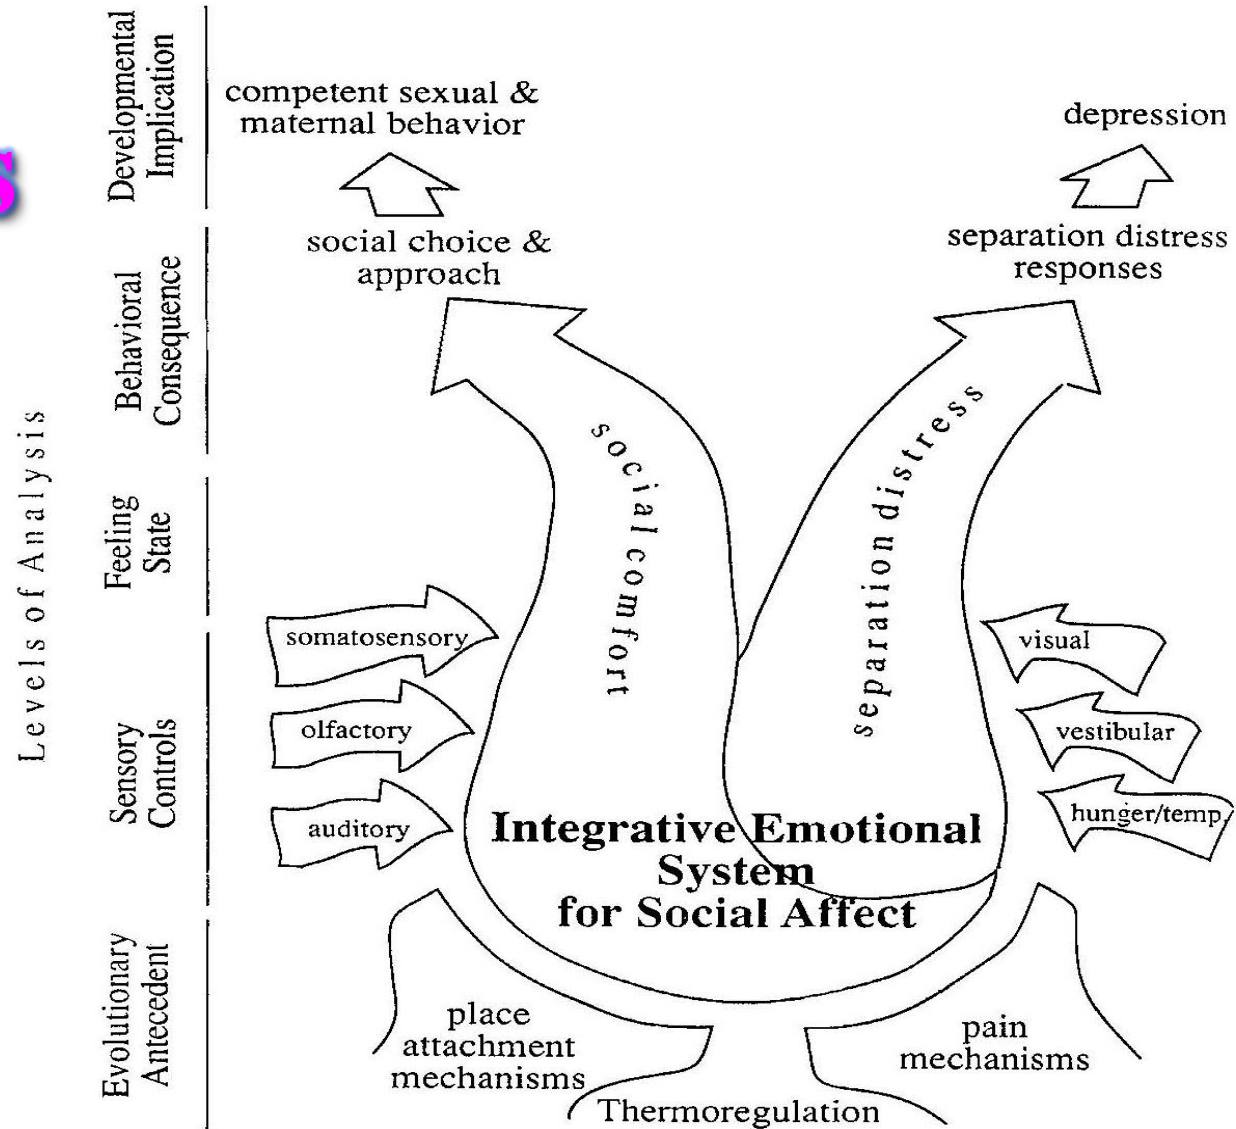 Levels of Analysis
Developmental
Implication
Behavioral
Consequence
Feeling
State
Sensory
Controls
Evolutionary
Antecedent
S
competent sexual &
maternal behavior
depression
social choice &
approach
separation distress
responses
social comfort
separation distress
somatosensory
olfactory
auditory
visual
vestibular
hunger/temp.
Integrative Emotional
System
for Social Affect
place
attachment
mechanisms
Thermoregulation
pain
mechanisms